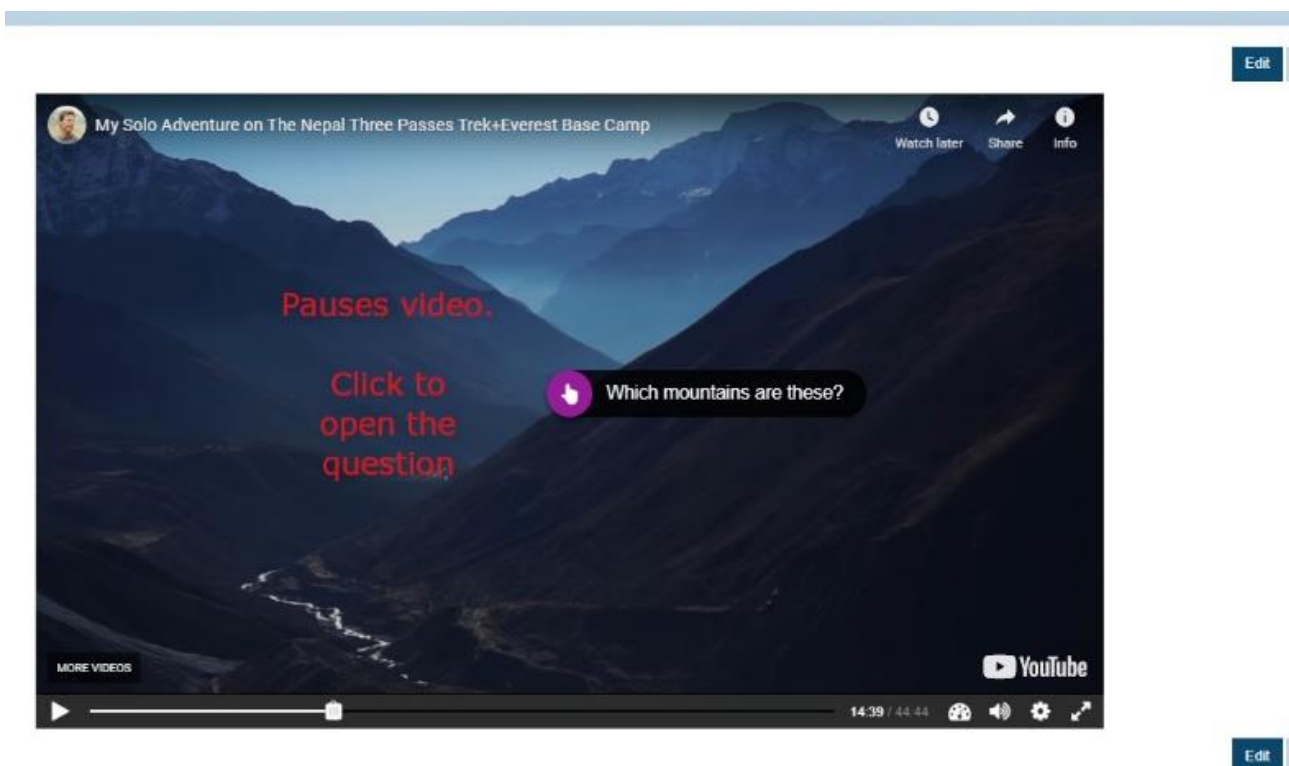 Edit
My Solo Adventure on The Nepal Three Passes Trek+Everest Base Camp
Watch later
Share
Info
Pauses video.
Click to
open the
question
Which mountains are these?
MORE VIDEOS
YouTube
14:39 / 44:44
Edit